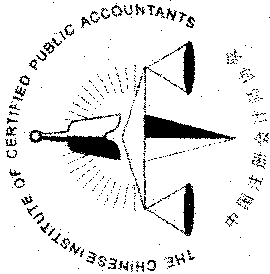 THE CHINESE INSTITUTE OF CERTIFIED PUBLIC ACCOUNTANTS
中国注册会计师协会